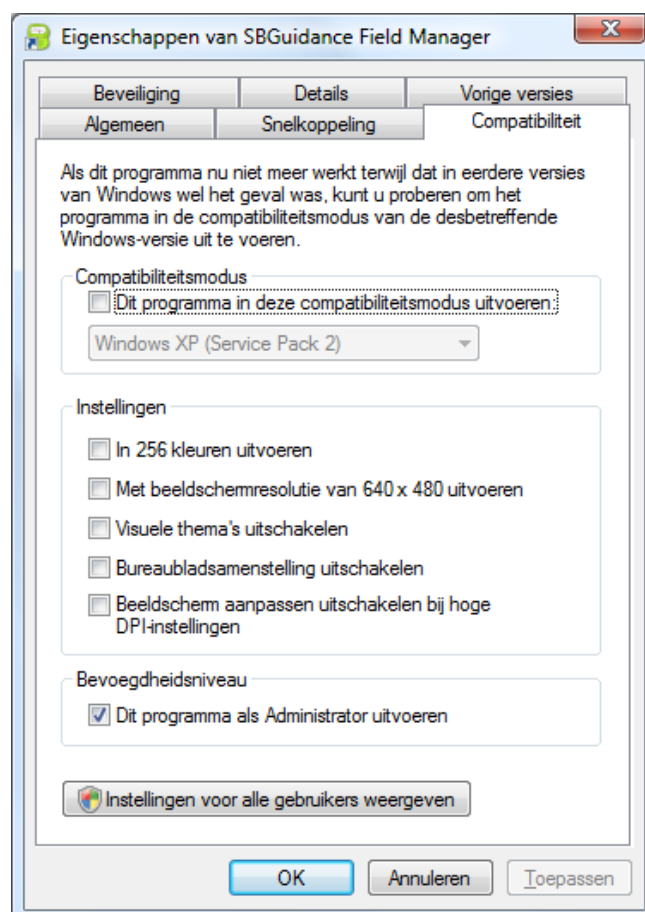 Eigenschappen van SBGuidance Field Manager
Beveiliging
Details
Vorige versies
Algemeen
Snelkoppeling
Compatibiliteit
Als dit programma nu niet meer werkt terwijl dat in eerdere versies
van Windows wel het geval was, kunt u proberen om het
programma in de compatibiliteitsmodus van de desbetreffende
Windows-versie uit te voeren.
Compatibiliteitsmodus
Dit programma in deze compatibiliteitsmodus uitvoeren:
Windows XP (Service Pack 2)
Instellingen
In 256 kleuren uitvoeren
Met beeldschermresolutie van 640 x 480 uitvoeren
Visuele thema's uitschakelen
Bureaubladsamenstelling uitschakelen
Beeldscherm aanpassen uitschakelen bij hoge
DPI-instellingen
Bevoegdheidsniveau
Dit programma als Administrator uitvoeren
Instellingen voor alle gebruikers weergeven
OK
Annuleren
Toepassen